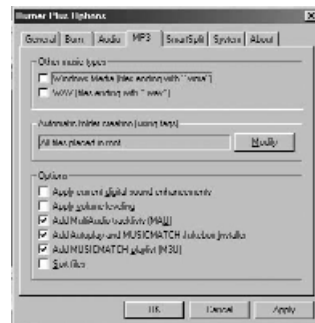 Burner Plus Options
General Burn Audio MP3 SmartSplit System About
Other music types
Windows Media (files ending with ".wma")
WAV (files ending with ".wav")
Automatic folder creation (using tags)
All files placed in root
Modify
Options
Apply current digital sound enhancements
Apply volume leveling
Add MultiAudio tracklists (MAU)
Add Autoplay and MUSICMATCH Jukebox Installer
Add MUSICMATCH playlist (M3U)
Sort files
OK Cancel Apply